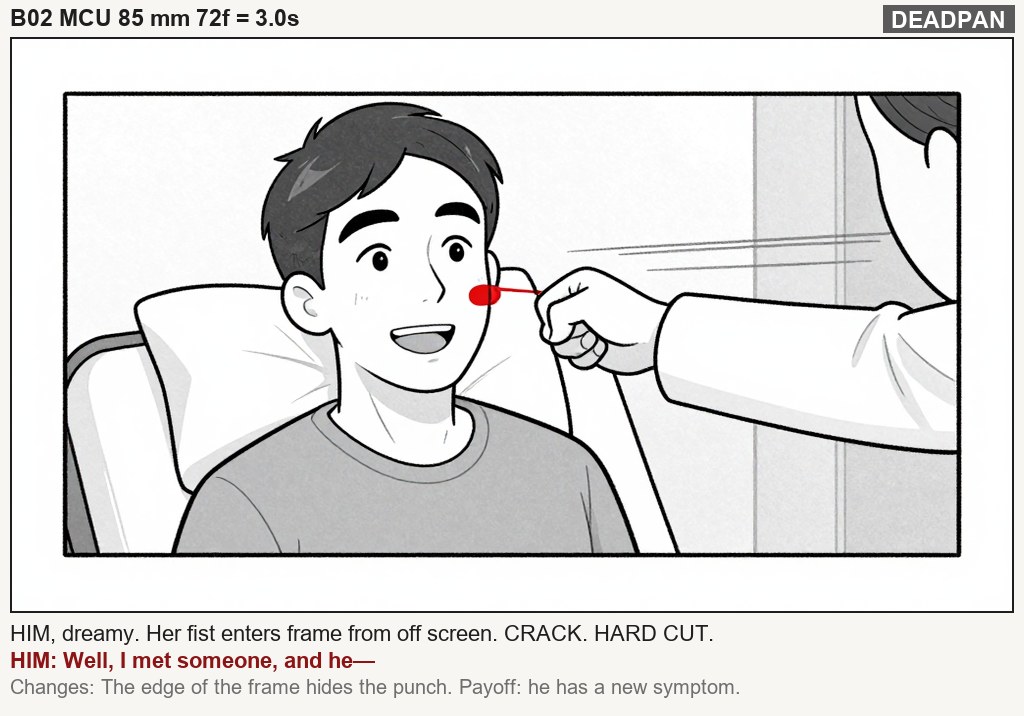 B02 MCU 85 mm 72f = 3.0s
DEADPAN
HIM, dreamy. Her fist enters frame from off screen. CRACK. HARD CUT.
HIM: Well, I met someone, and he—
Changes: The edge of the frame hides the punch. Payoff: he has a new symptom.